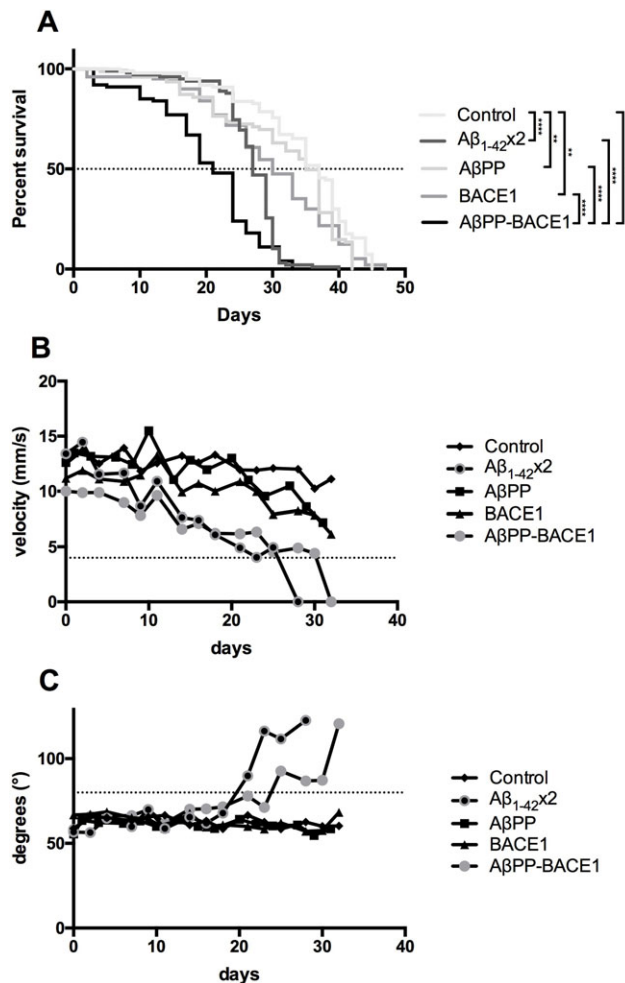 A
Percent survival
100
50
0
0 10 20 30 40 50
Days
Control
Aβ1-42x2
AβPP
BACE1
AβPP-BACE1
**** ** ** **** **** **** ****
B
velocity (mm/s)
20
15
10
5
0
0 10 20 30 40
days
Control
Aβ1-42x2
AβPP
BACE1
AβPP-BACE1
C
degrees (°)
100
50
0
0 10 20 30 40
days
Control
Aβ1-42x2
AβPP
BACE1
AβPP-BACE1